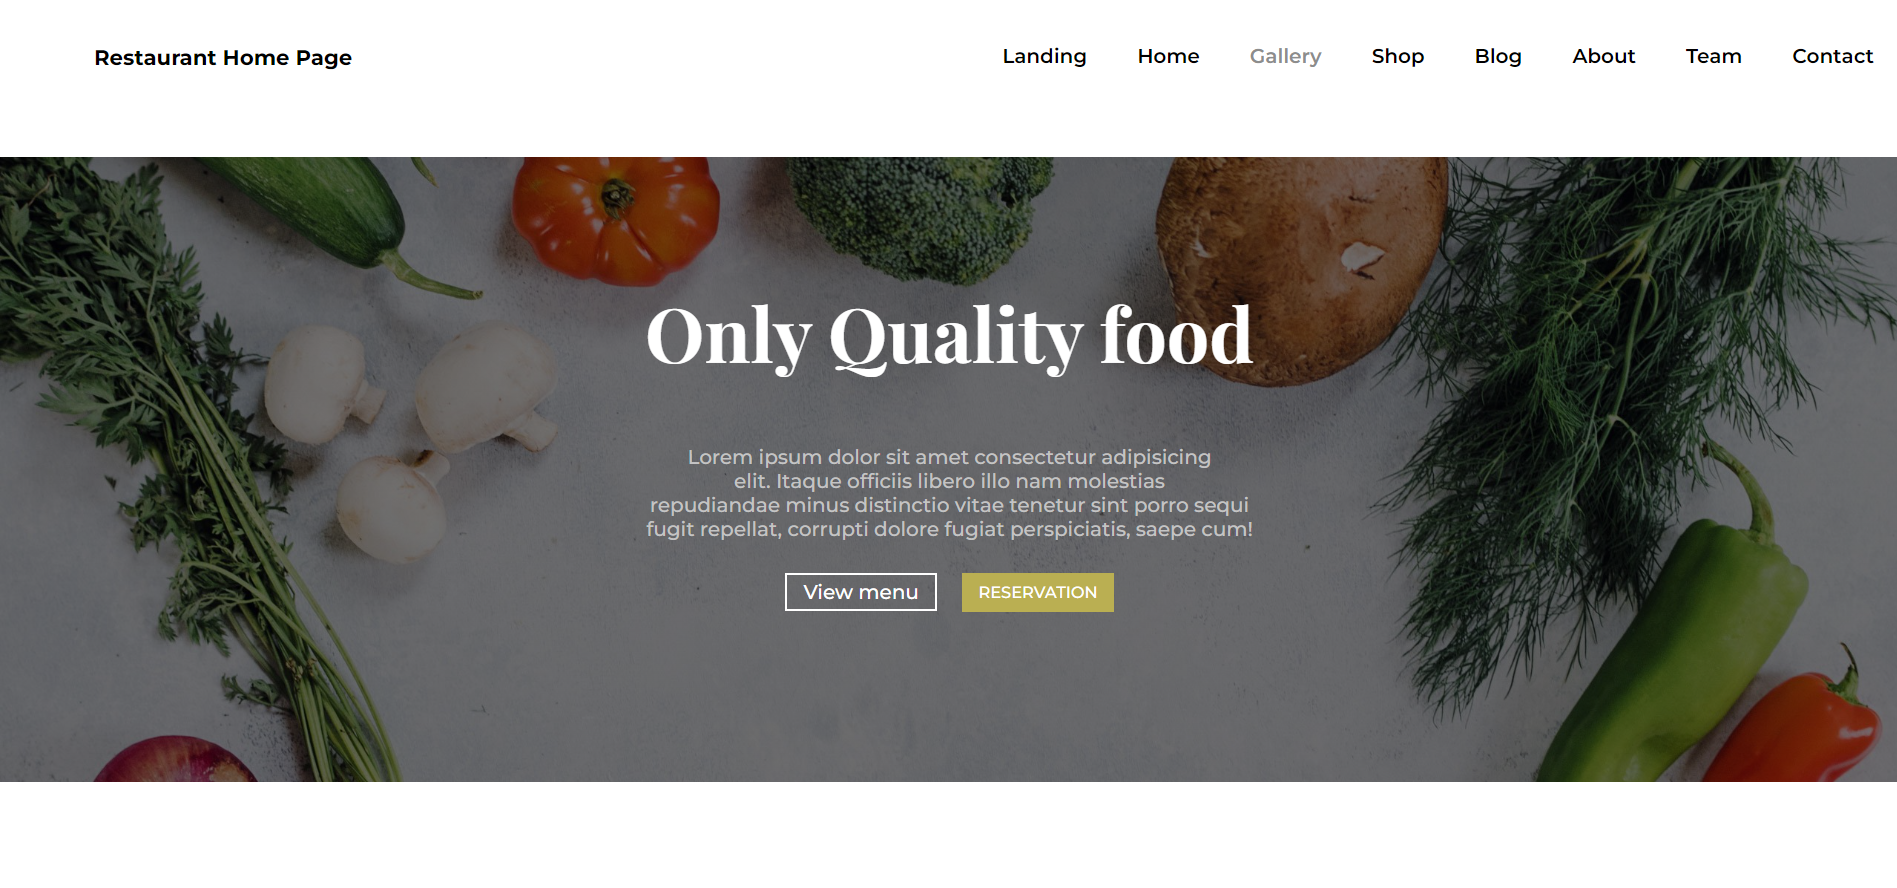 Restaurant Home Page
Landing Home Gallery Shop Blog About Team Contact
Only Quality food
Lorem ipsum dolor sit amet consectetur adipisicing
elit. Itaque officiis libero illo nam molestias
repudiandae minus distinctio vitae tenetur sint porro sequi
fugit repellat, corrupti dolore fugiat perspiciatis, saepe cum!
View menu
RESERVATION